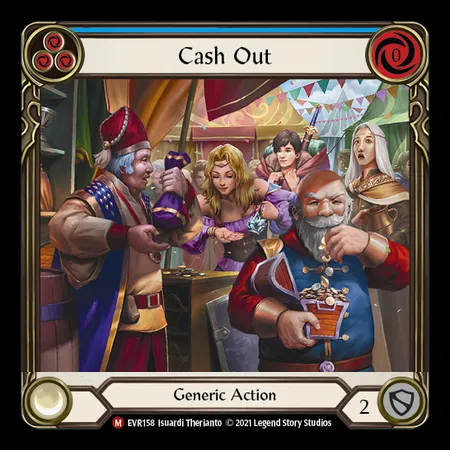 Cash Out
0
Generic Action
2
M EVR158 Isuardi Therianto © 2021 Legend Story Studios